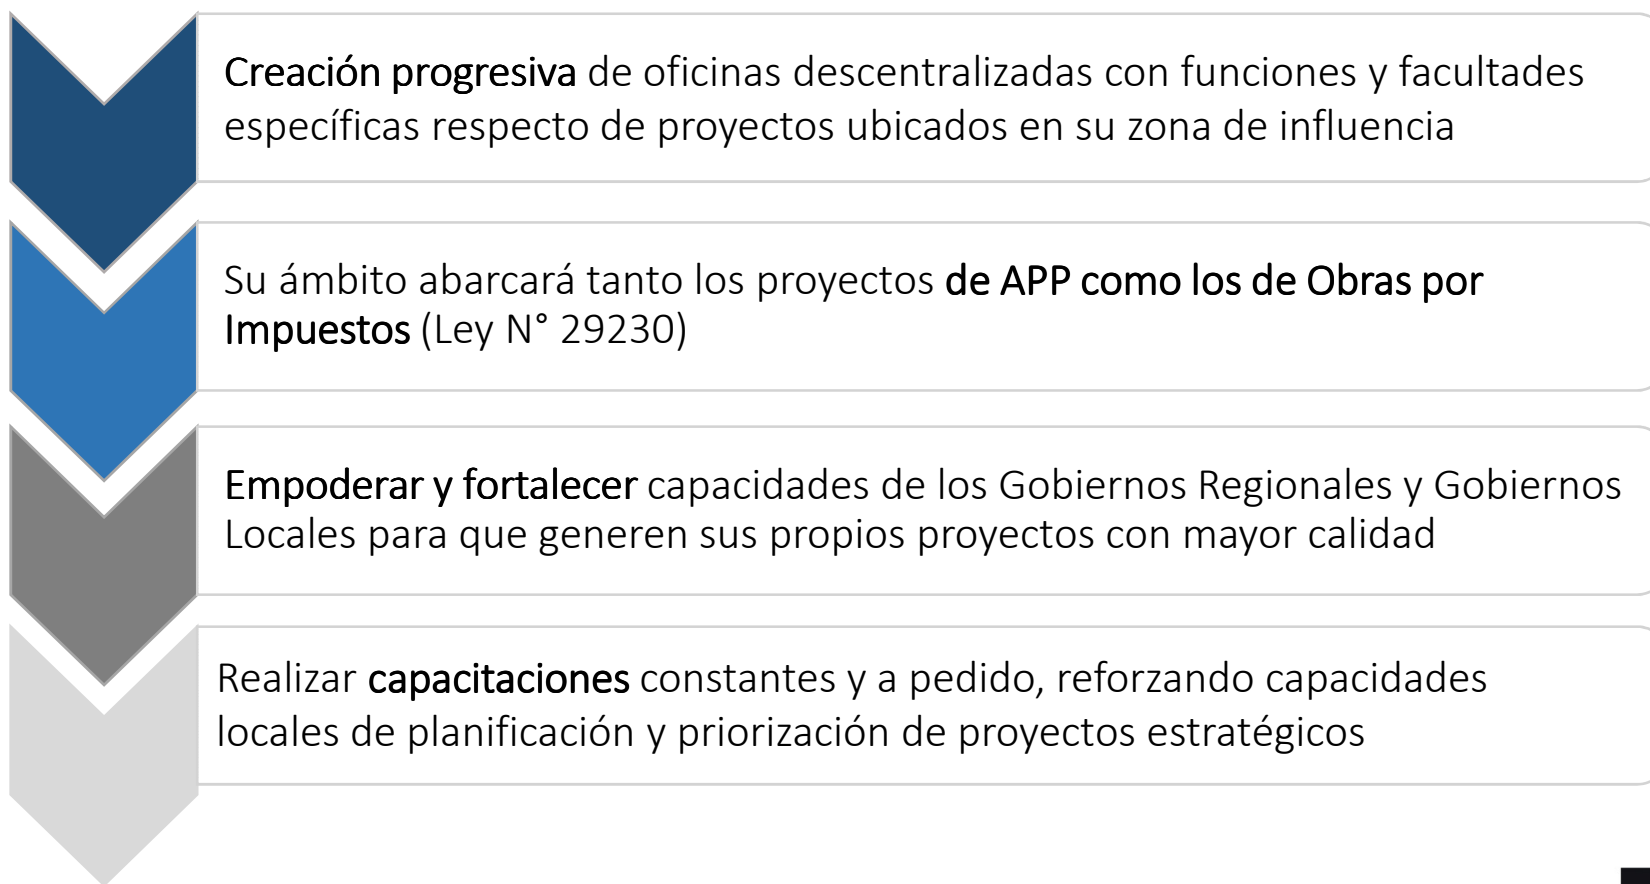 Creación progresiva de oficinas descentralizadas con funciones y facultades
específicas respecto de proyectos ubicados en su zona de influencia
Su ámbito abarcará tanto los proyectos de APP como los de Obras por
Impuestos (Ley N° 29230)
Empoderar y fortalecer capacidades de los Gobiernos Regionales y Gobiernos
Locales para que generen sus propios proyectos con mayor calidad
Realizar capacitaciones constantes y a pedido, reforzando capacidades
locales de planificación y priorización de proyectos estratégicos